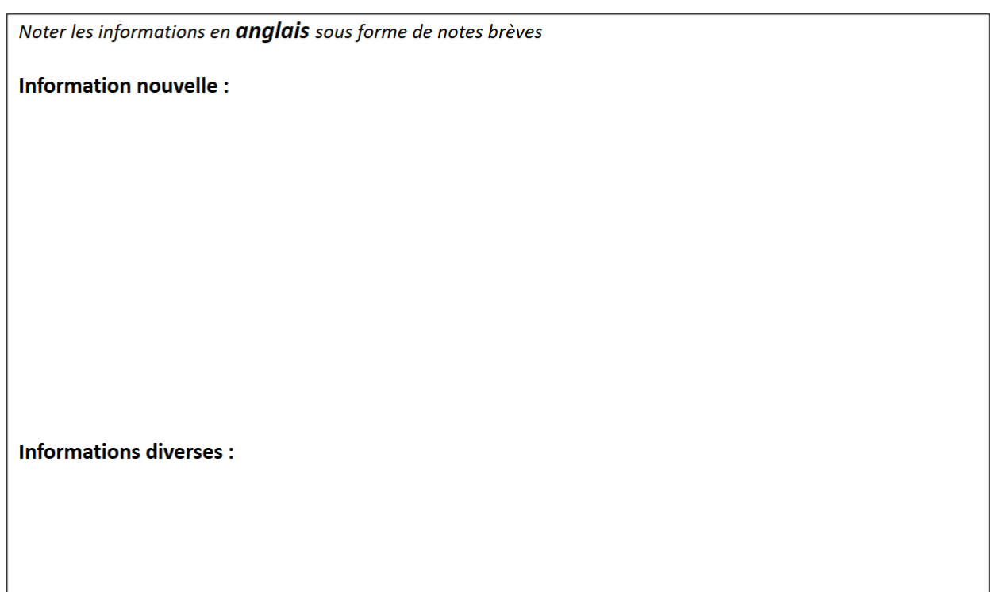 Noter les informations en anglais sous forme de notes brèves
Information nouvelle :
Informations diverses :